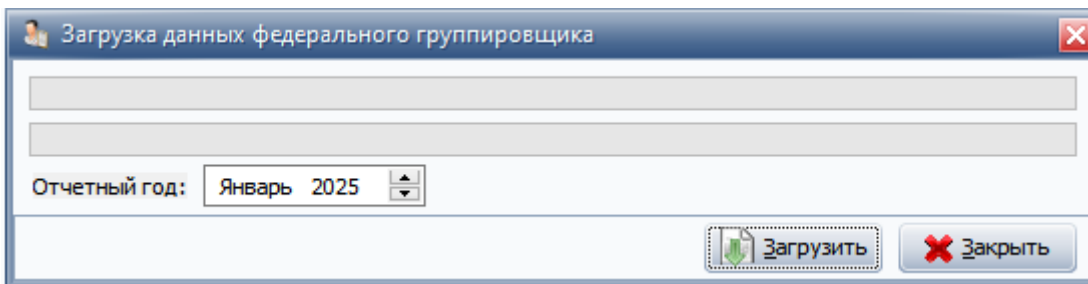 Загрузка данных федерального группировщика
Отчетный год: Январь 2025
Загрузить Закрыть